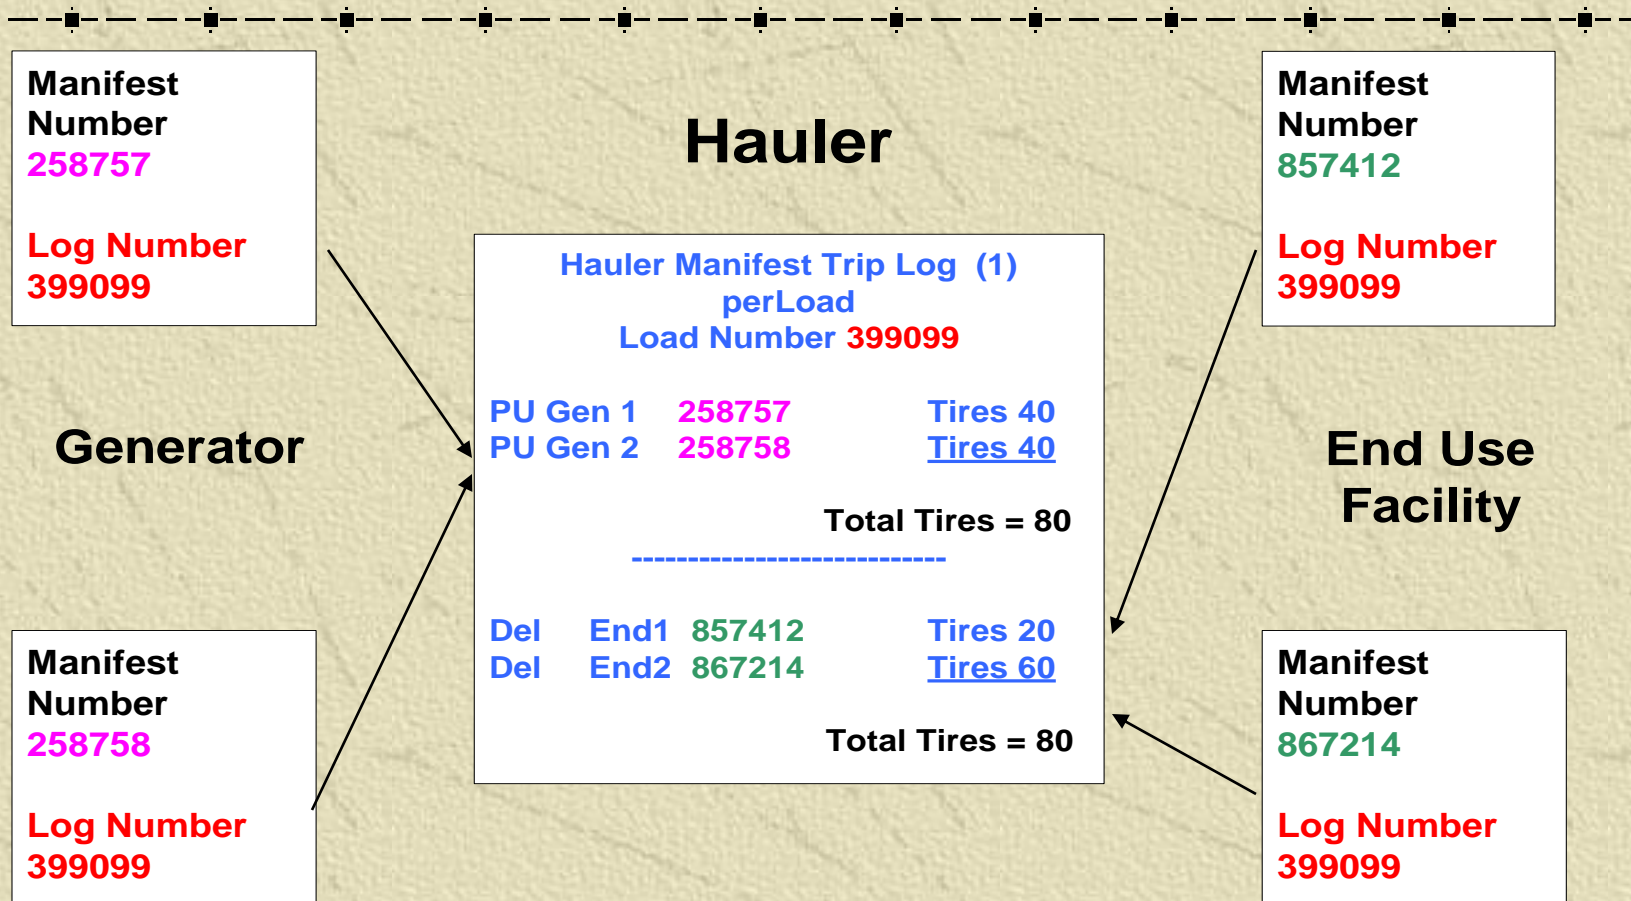 Manifest
Number
258757
Log Number
399099
Generator
Manifest
Number
258758
Log Number
399099
Hauler
Hauler Manifest Trip Log (1)
perLoad
Load Number 399099
PU Gen 1 258757 Tires 40
PU Gen 2 258758 Tires 40
Total Tires = 80
----------------------------
Del End1 857412 Tires 20
Del End2 867214 Tires 60
Total Tires = 80
Manifest
Number
857412
Log Number
399099
End Use
Facility
Manifest
Number
867214
Log Number
399099